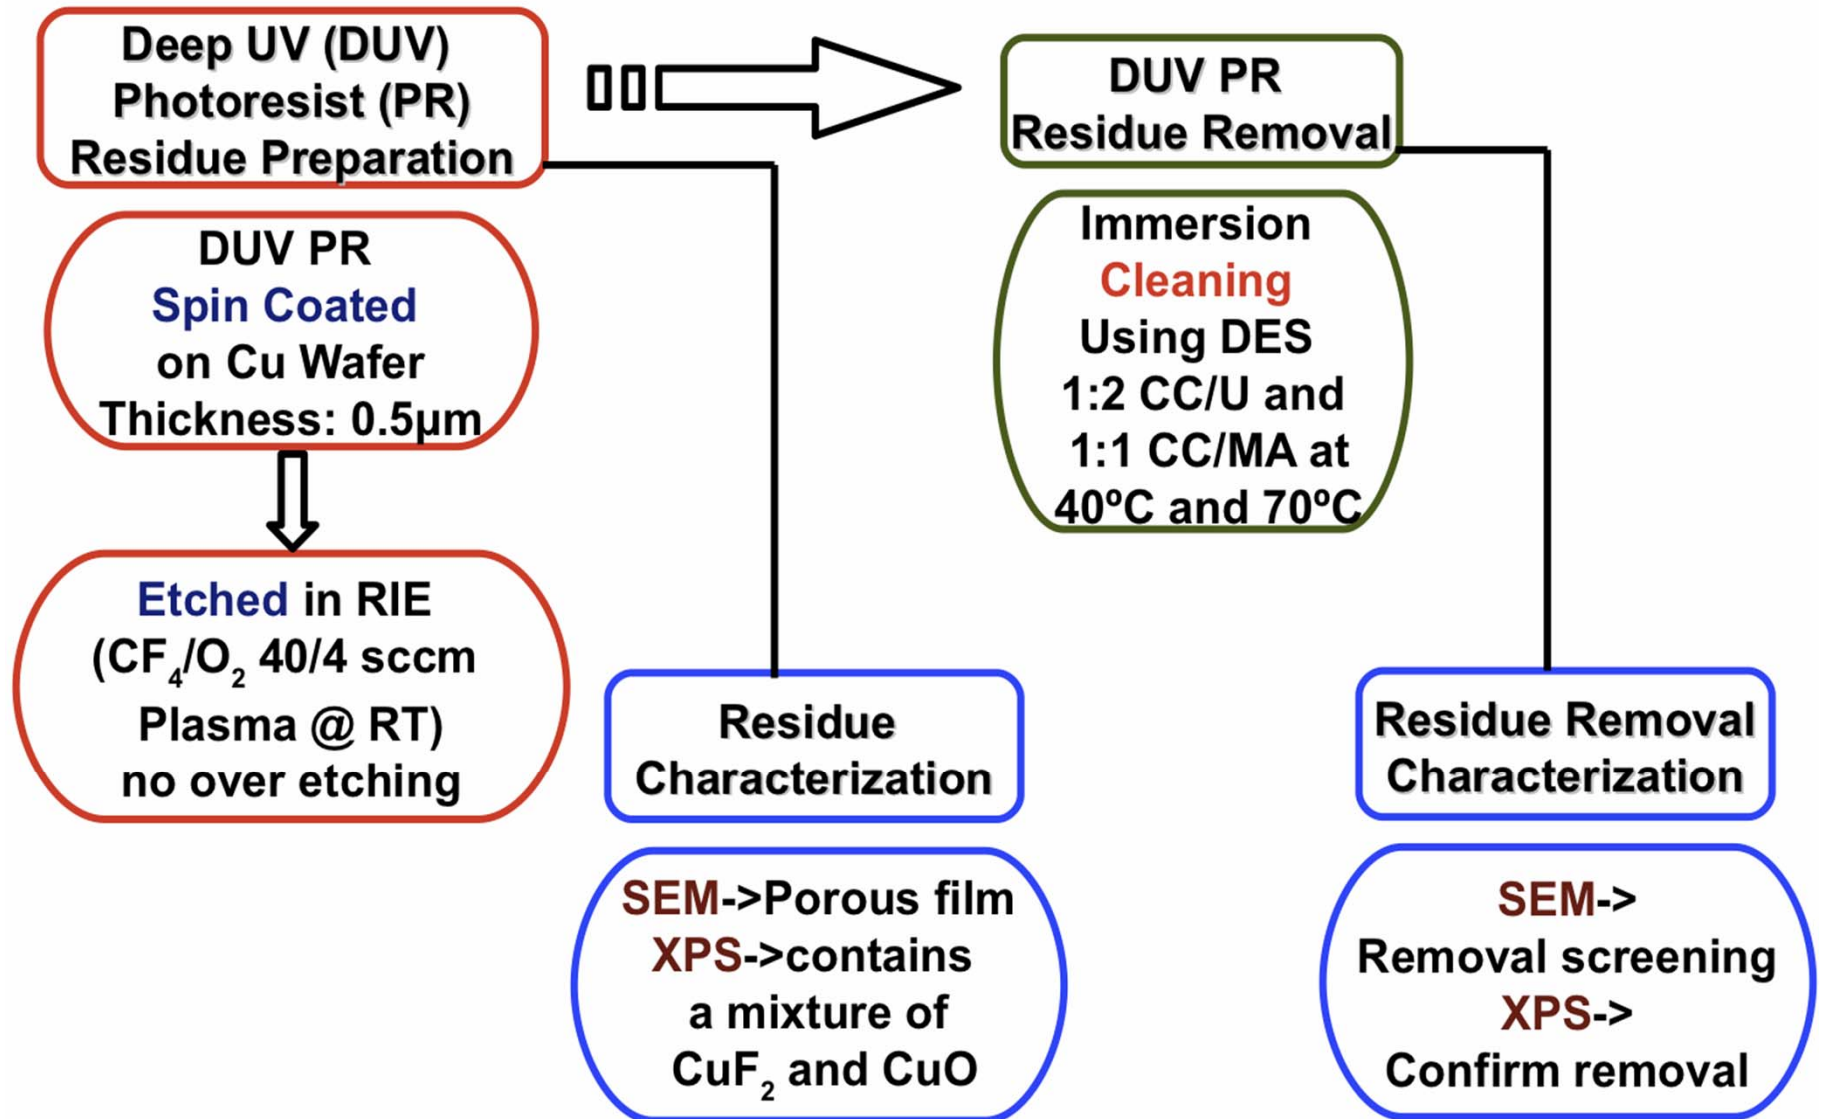 Deep UV (DUV)
Photoresist (PR)
Residue Preparation
DUV PR
Spin Coated
on Cu Wafer
Thickness: 0.5µm
Etched in RIE
(CF₄/O₂ 40/4 sccm
Plasma @ RT)
no over etching
DUV PR
Residue Removal
Immersion
Cleaning
Using DES
1:2 CC/U and
1:1 CC/MA at
40ºC and 70ºC
Residue
Characterization
SEM->Porous film
XPS->contains
a mixture of
CuF₂ and CuO
Residue Removal
Characterization
SEM->
Removal screening
XPS->
Confirm removal